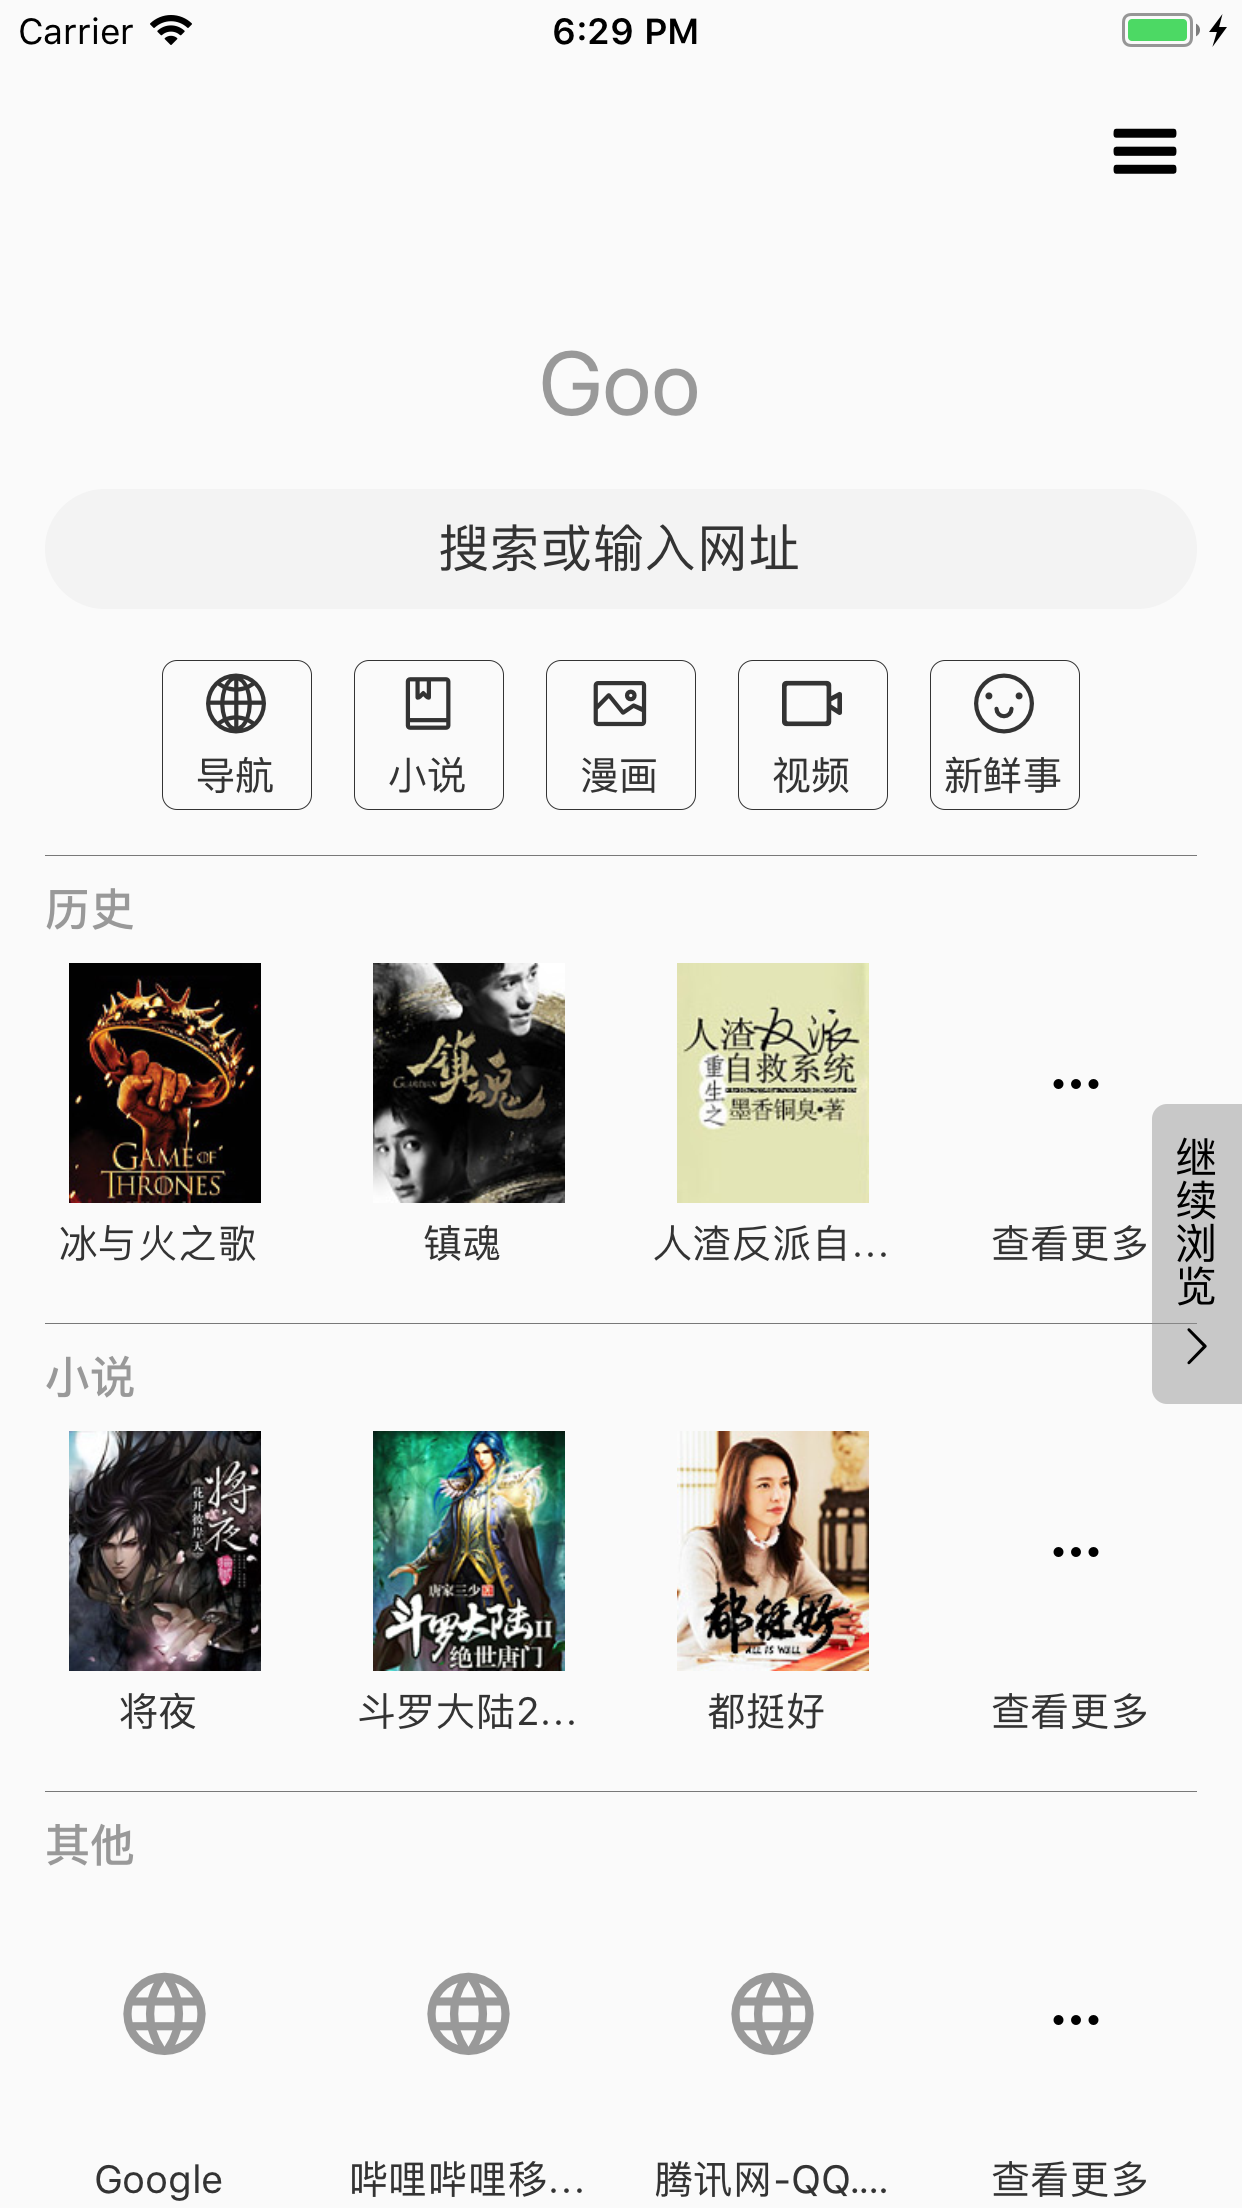 Carrier
6:29 PM
Goo
搜索或输入网址
导航
小说
漫画
视频
新鲜事
历史
GAME OF
THRONES
镇魂
GUARDIAN
人渣反派
自救系统
重生之
墨香铜臭·著
...
冰与火之歌
镇魂
人渣反派自...
查看更多
继续浏览
小说
将夜
花开彼岸天
唐家三少
斗罗大陆II
绝世唐门
都挺好
ALL IS WELL
...
将夜
斗罗大陆2...
都挺好
查看更多
其他
...
Google
哔哩哔哩移...
腾讯网-QQ....
查看更多